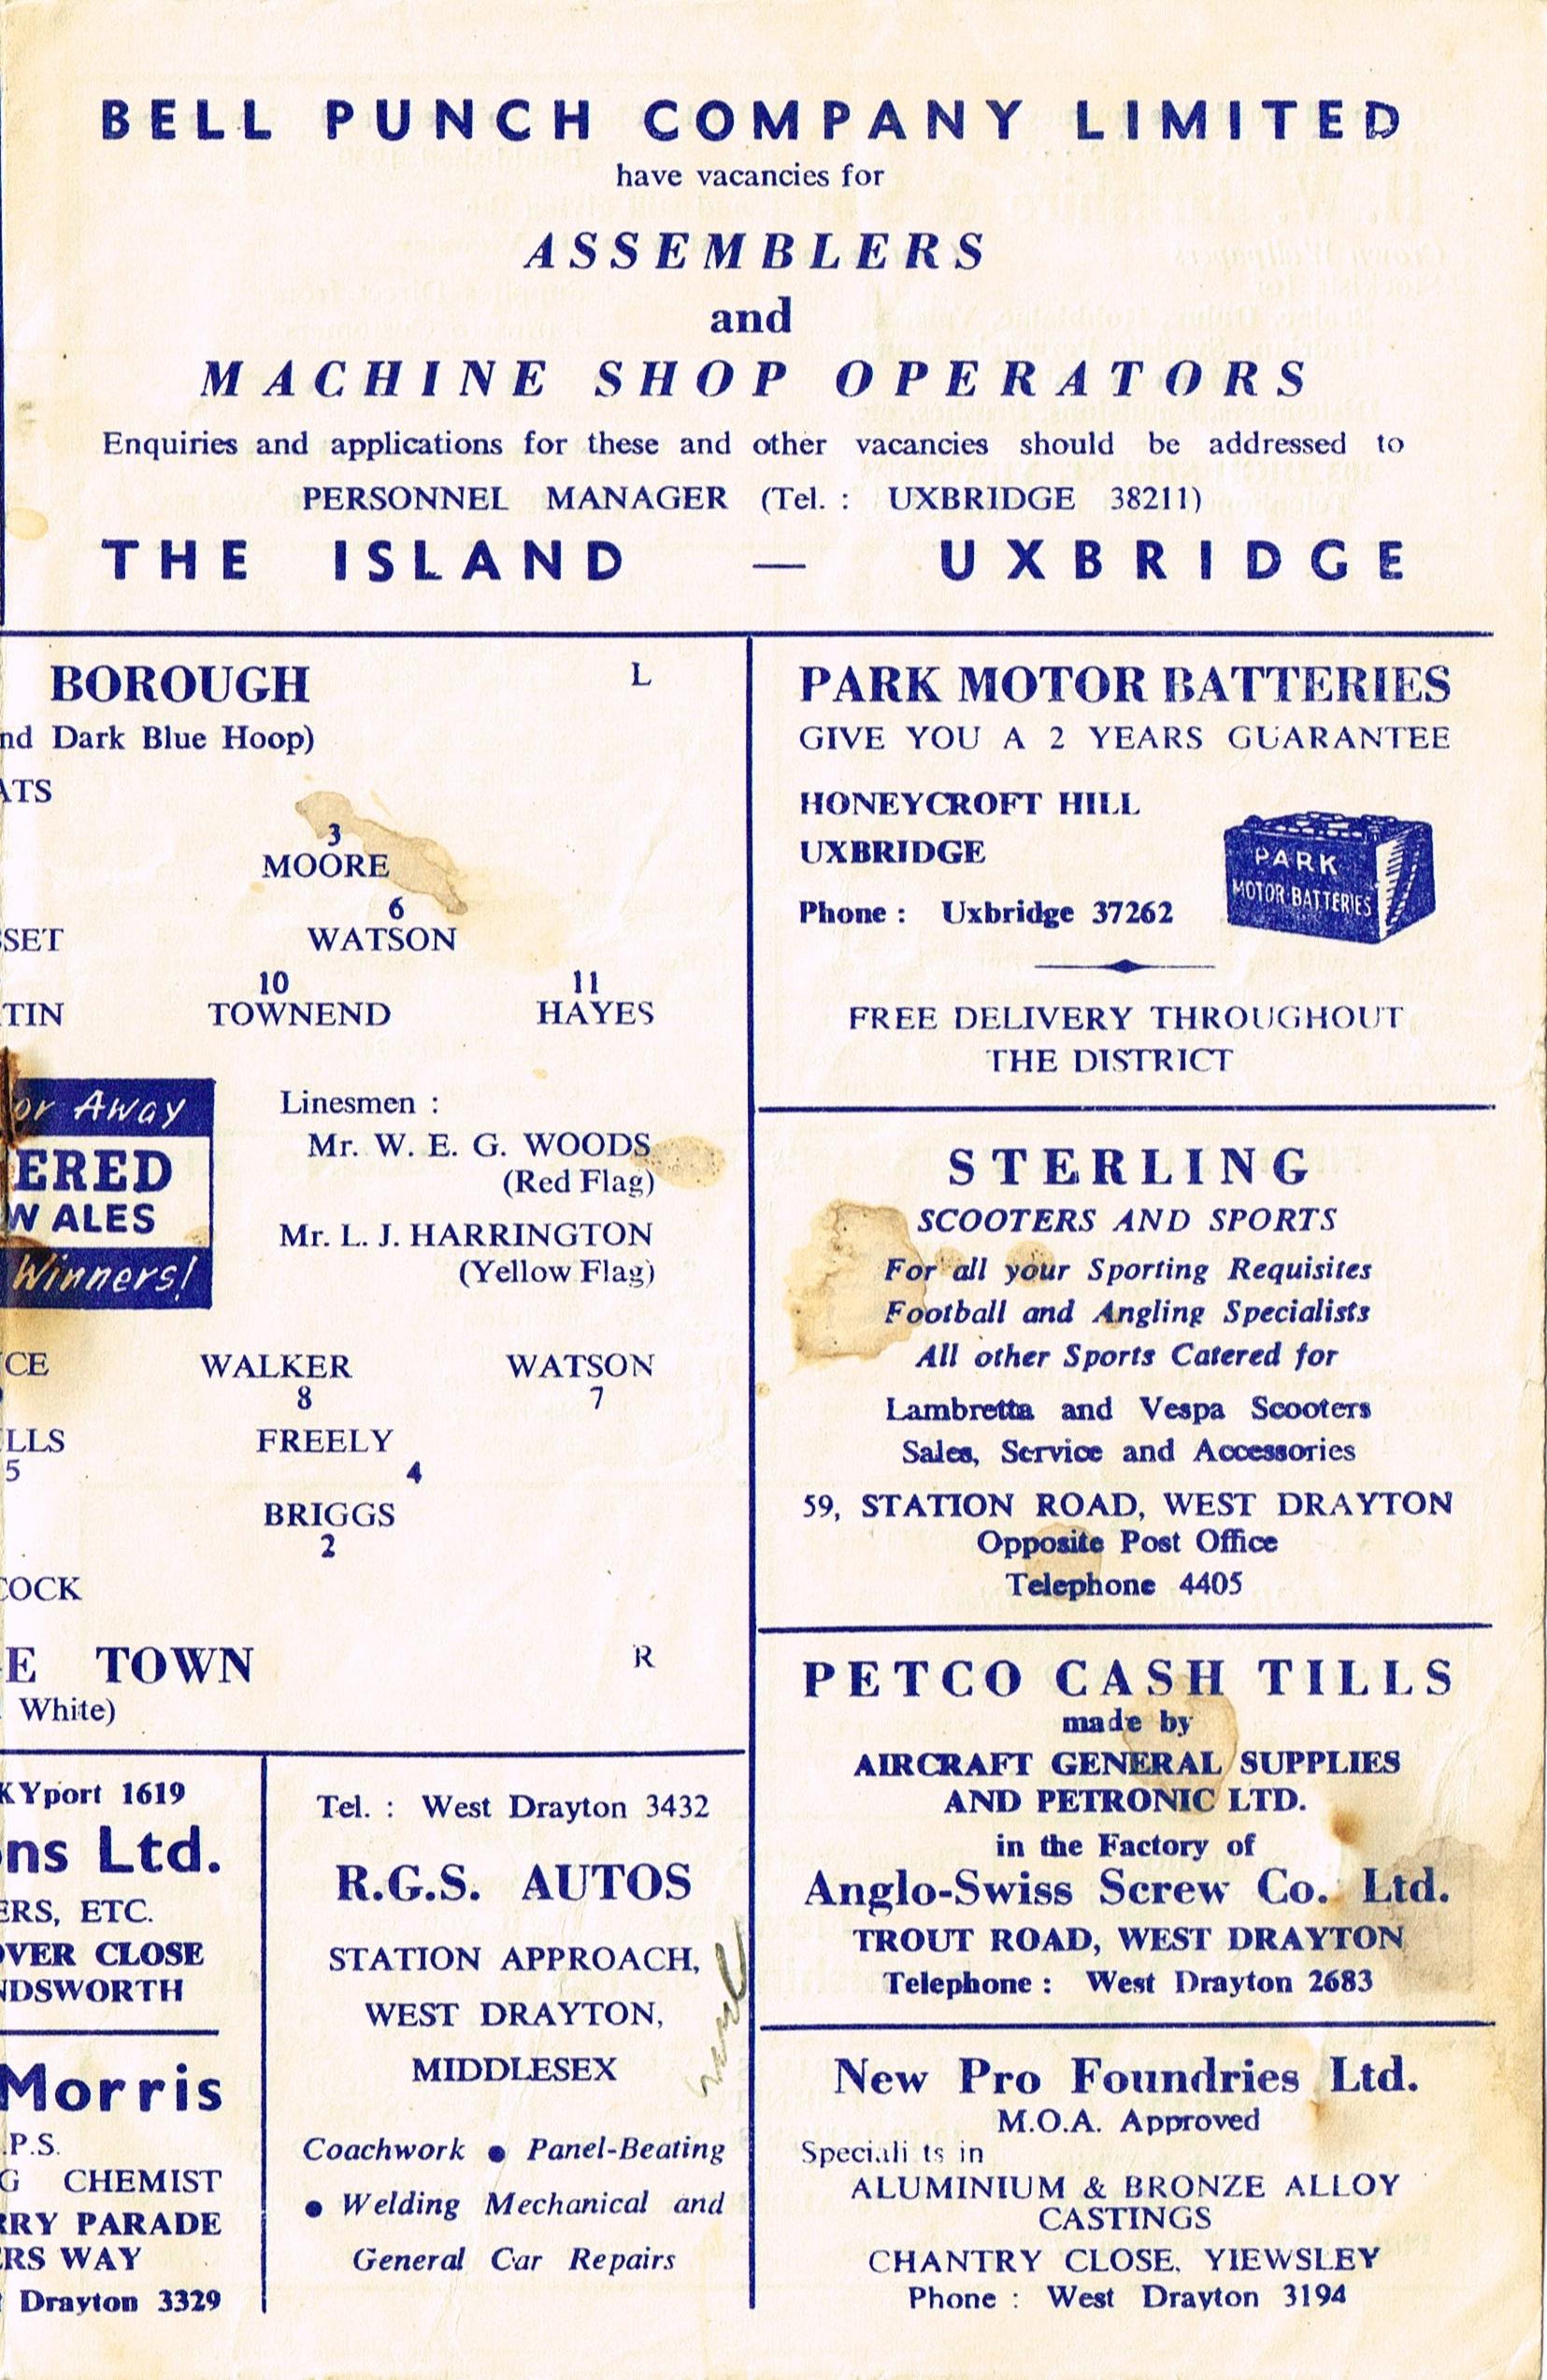 BELL PUNCH COMPANY LIMITED
have vacancies for
ASSEMBLERS
and
MACHINE SHOP OPERATORS
Enquiries and applications for these and other vacancies should be addressed to
PERSONNEL MANAGER (Tel. : UXBRIDGE 38211)
THE ISLAND — UXBRIDGE
BOROUGH L
nd Dark Blue Hoop)
ATS
3
MOORE
6
SET WATSON
10 11
TIN TOWNEND HAYES
or Away
ERED
WALES
Winners!
Linesmen :
Mr. W. E. G. WOODS
(Red Flag)
Mr. L. J. HARRINGTON
(Yellow Flag)
CE WALKER WATSON
8 7
LLS FREELY
5 4
BRIGGS
2
COCK
E TOWN R
White)
KYport 1619
ns Ltd.
ERS, ETC.
OVER CLOSE
NDSWORTH
Morris
.P.S.
G CHEMIST
RRY PARADE
ERS WAY
Drayton 3329
Tel. : West Drayton 3432
R.G.S. AUTOS
STATION APPROACH,
WEST DRAYTON,
MIDDLESEX
Coachwork ● Panel-Beating
● Welding Mechanical and
General Car Repairs
PARK MOTOR BATTERIES
GIVE YOU A 2 YEARS GUARANTEE
HONEYCROFT HILL
UXBRIDGE
Phone : Uxbridge 37262
PARK
MOTOR BATTERIES
FREE DELIVERY THROUGHOUT
THE DISTRICT
STERLING
SCOOTERS AND SPORTS
For all your Sporting Requisites
Football and Angling Specialists
All other Sports Catered for
Lambretta and Vespa Scooters
Sales, Service and Accessories
59, STATION ROAD, WEST DRAYTON
Opposite Post Office
Telephone 4405
PETCO CASH TILLS
made by
AIRCRAFT GENERAL SUPPLIES
AND PETRONIC LTD.
in the Factory of
Anglo-Swiss Screw Co. Ltd.
TROUT ROAD, WEST DRAYTON
Telephone : West Drayton 2683
New Pro Foundries Ltd.
M.O.A. Approved
Speciali ts in
ALUMINIUM & BRONZE ALLOY
CASTINGS
CHANTRY CLOSE, YIEWSLEY
Phone : West Drayton 3194